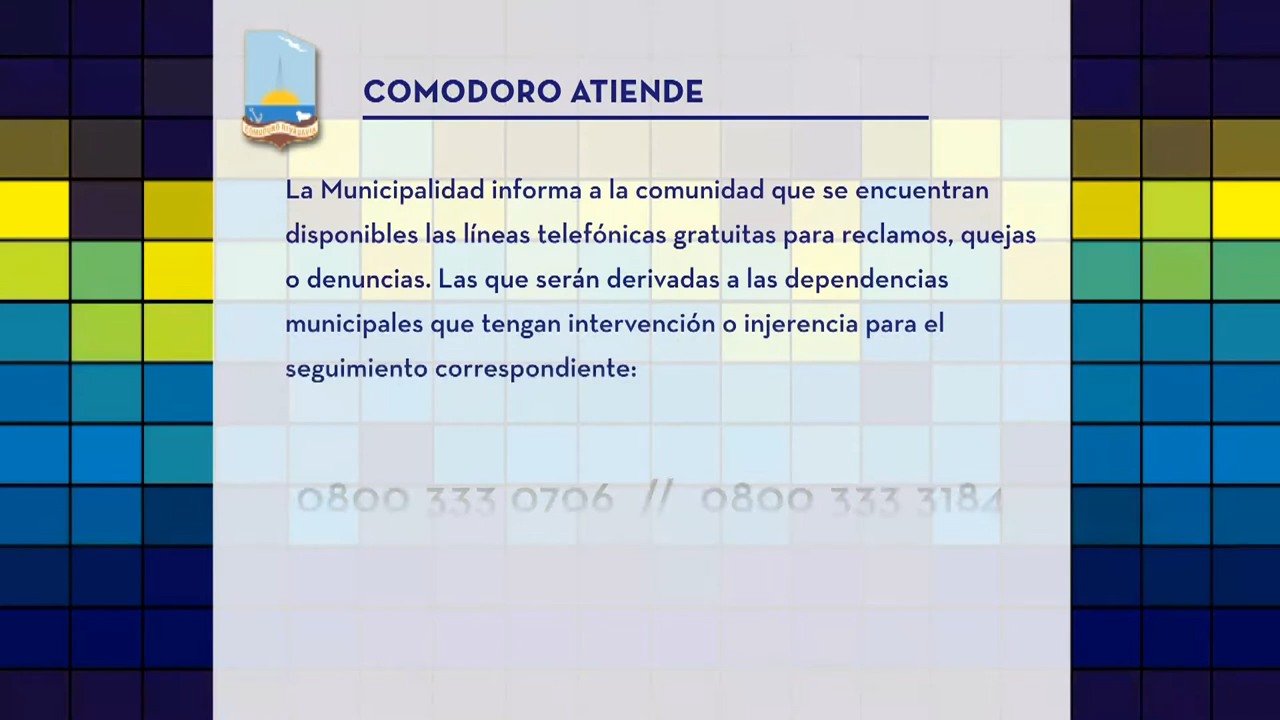 COMODORO RIVADAVIA
COMODORO ATIENDE
La Municipalidad informa a la comunidad que se encuentran
disponibles las líneas telefónicas gratuitas para reclamos, quejas
o denuncias. Las que serán derivadas a las dependencias
municipales que tengan intervención o injerencia para el
seguimiento correspondiente:
0800 333 0706 // 0800 333 3184